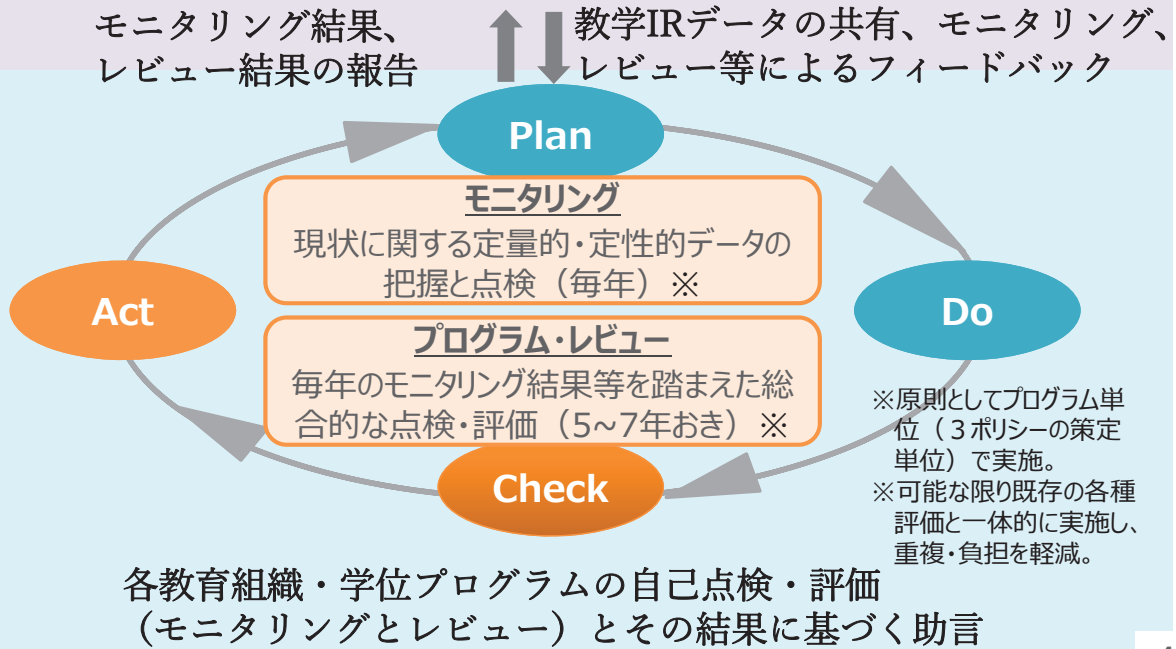 モニタリング結果、
レビュー結果の報告
教学IRデータの共有、モニタリング、
レビュー等によるフィードバック
Plan
モニタリング
現状に関する定量的・定性的データの
把握と点検（毎年）※
Act
Do
プログラム・レビュー
毎年のモニタリング結果等を踏まえた総
合的な点検・評価（5~7年おき）※
Check
※原則としてプログラム単
位（３ポリシーの策定
単位）で実施。
※可能な限り既存の各種
評価と一体的に実施し、
重複・負担を軽減。
各教育組織・学位プログラムの自己点検・評価
（モニタリングとレビュー）とその結果に基づく助言